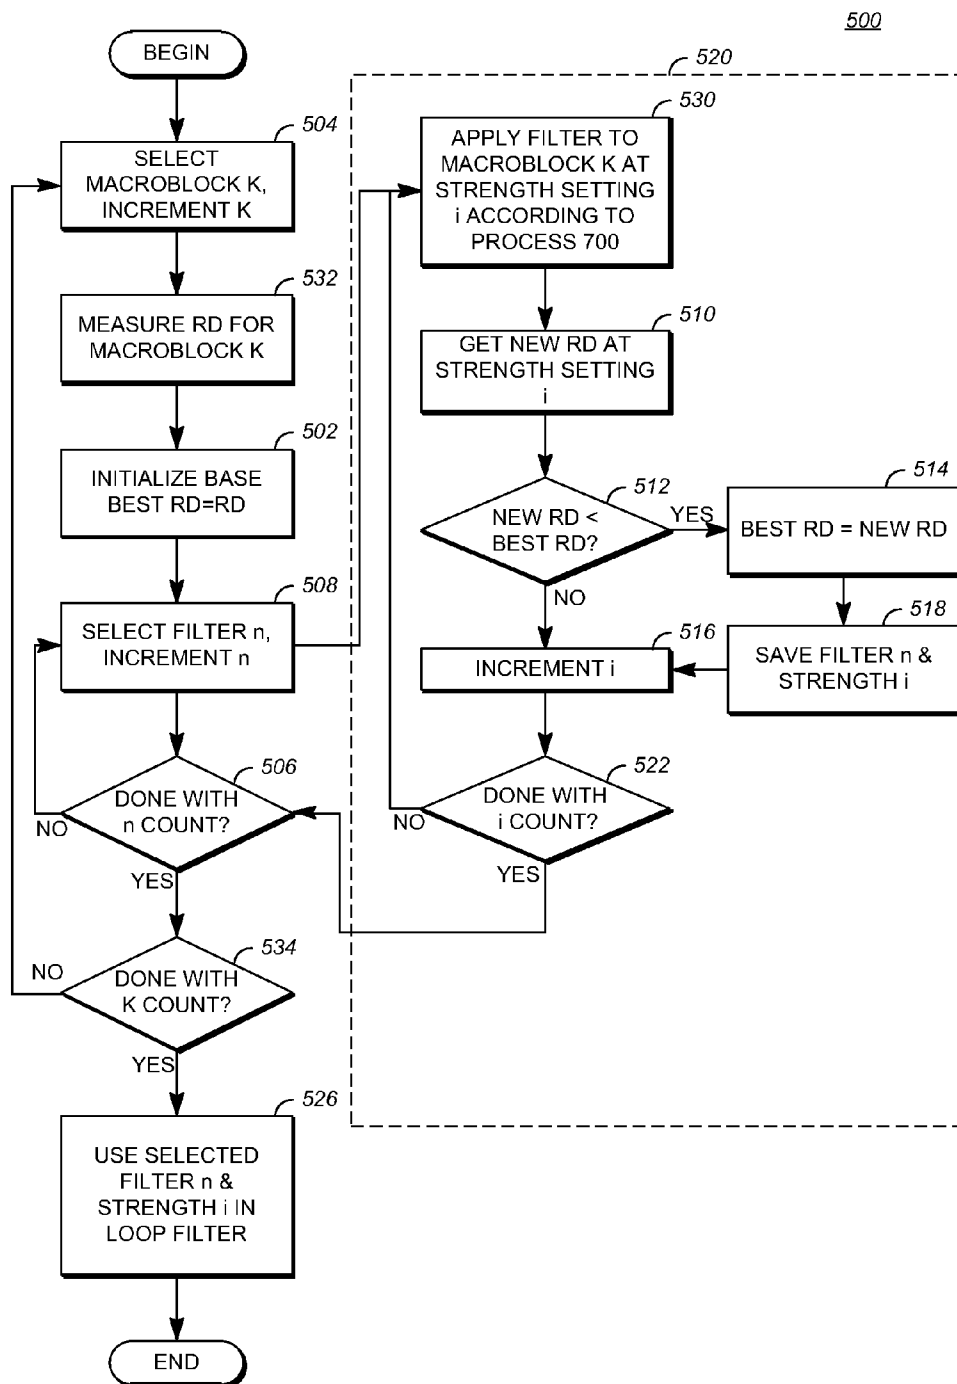 500
BEGIN
504
SELECT
MACROBLOCK K,
INCREMENT K
532
MEASURE RD FOR
MACROBLOCK K
502
INITIALIZE BASE
BEST RD=RD
508
SELECT FILTER n,
INCREMENT n
506
DONE WITH
n COUNT?
NO
YES
534
DONE WITH
K COUNT?
NO
YES
526
USE SELECTED
FILTER n &
STRENGTH i IN
LOOP FILTER
END
520
530
APPLY FILTER TO
MACROBLOCK K AT
STRENGTH SETTING
i ACCORDING TO
PROCESS 700
510
GET NEW RD AT
STRENGTH SETTING
i
512
NEW RD <
BEST RD?
YES
NO
514
BEST RD = NEW RD
518
SAVE FILTER n &
STRENGTH i
516
INCREMENT i
522
DONE WITH
i COUNT?
NO
YES